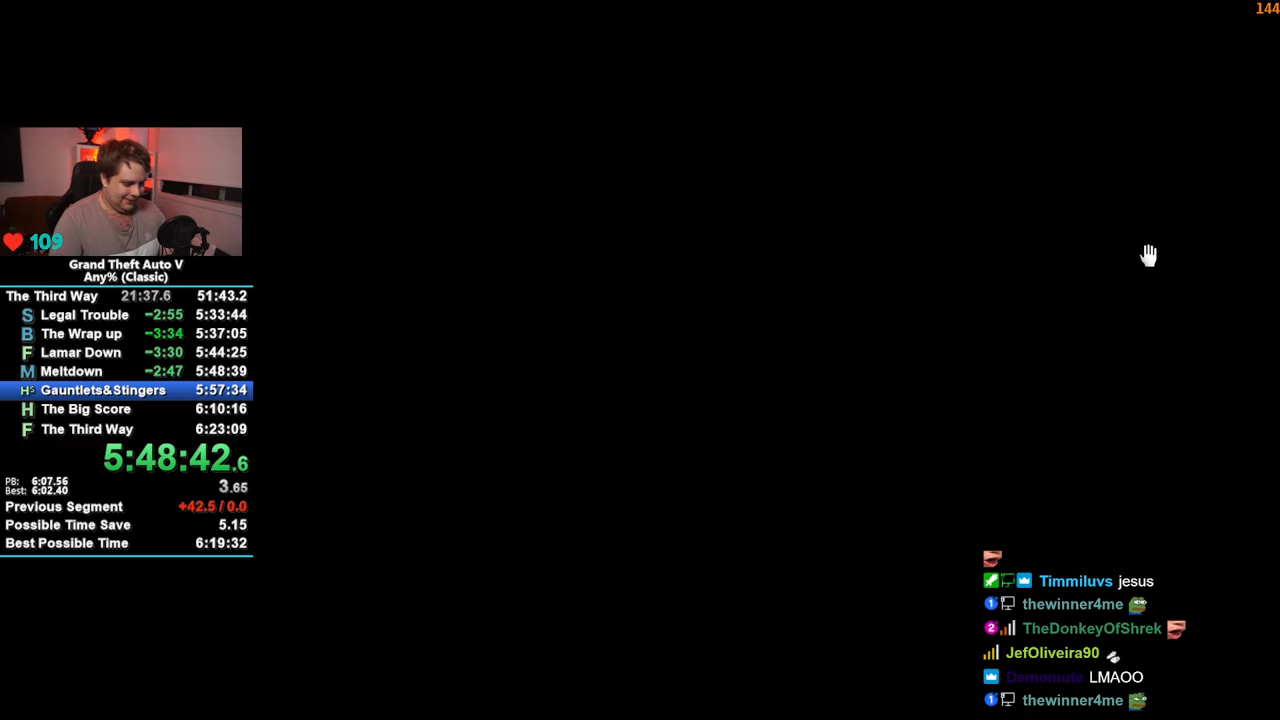 144
109
Grand Theft Auto V
Any% (Classic)
The Third Way 21:37.6 51:43.2
S Legal Trouble -2:55 5:33:44
B The Wrap up -3:34 5:37:05
F Lamar Down -3:30 5:44:25
M Meltdown -2:47 5:48:39
HS Gauntlets&Stingers 5:57:34
H The Big Score 6:10:16
F The Third Way 6:23:09
5:48:42.6
PB: 6:07.56
Best: 6:02.40
3.65
Previous Segment +42.5 / 0.0
Possible Time Save 5.15
Best Possible Time 6:19:32
Timmiluvs jesus
1 thewinner4me
2 TheDonkeyOfShrek
JefOliveira90
Demomute LMAOO
1 thewinner4me